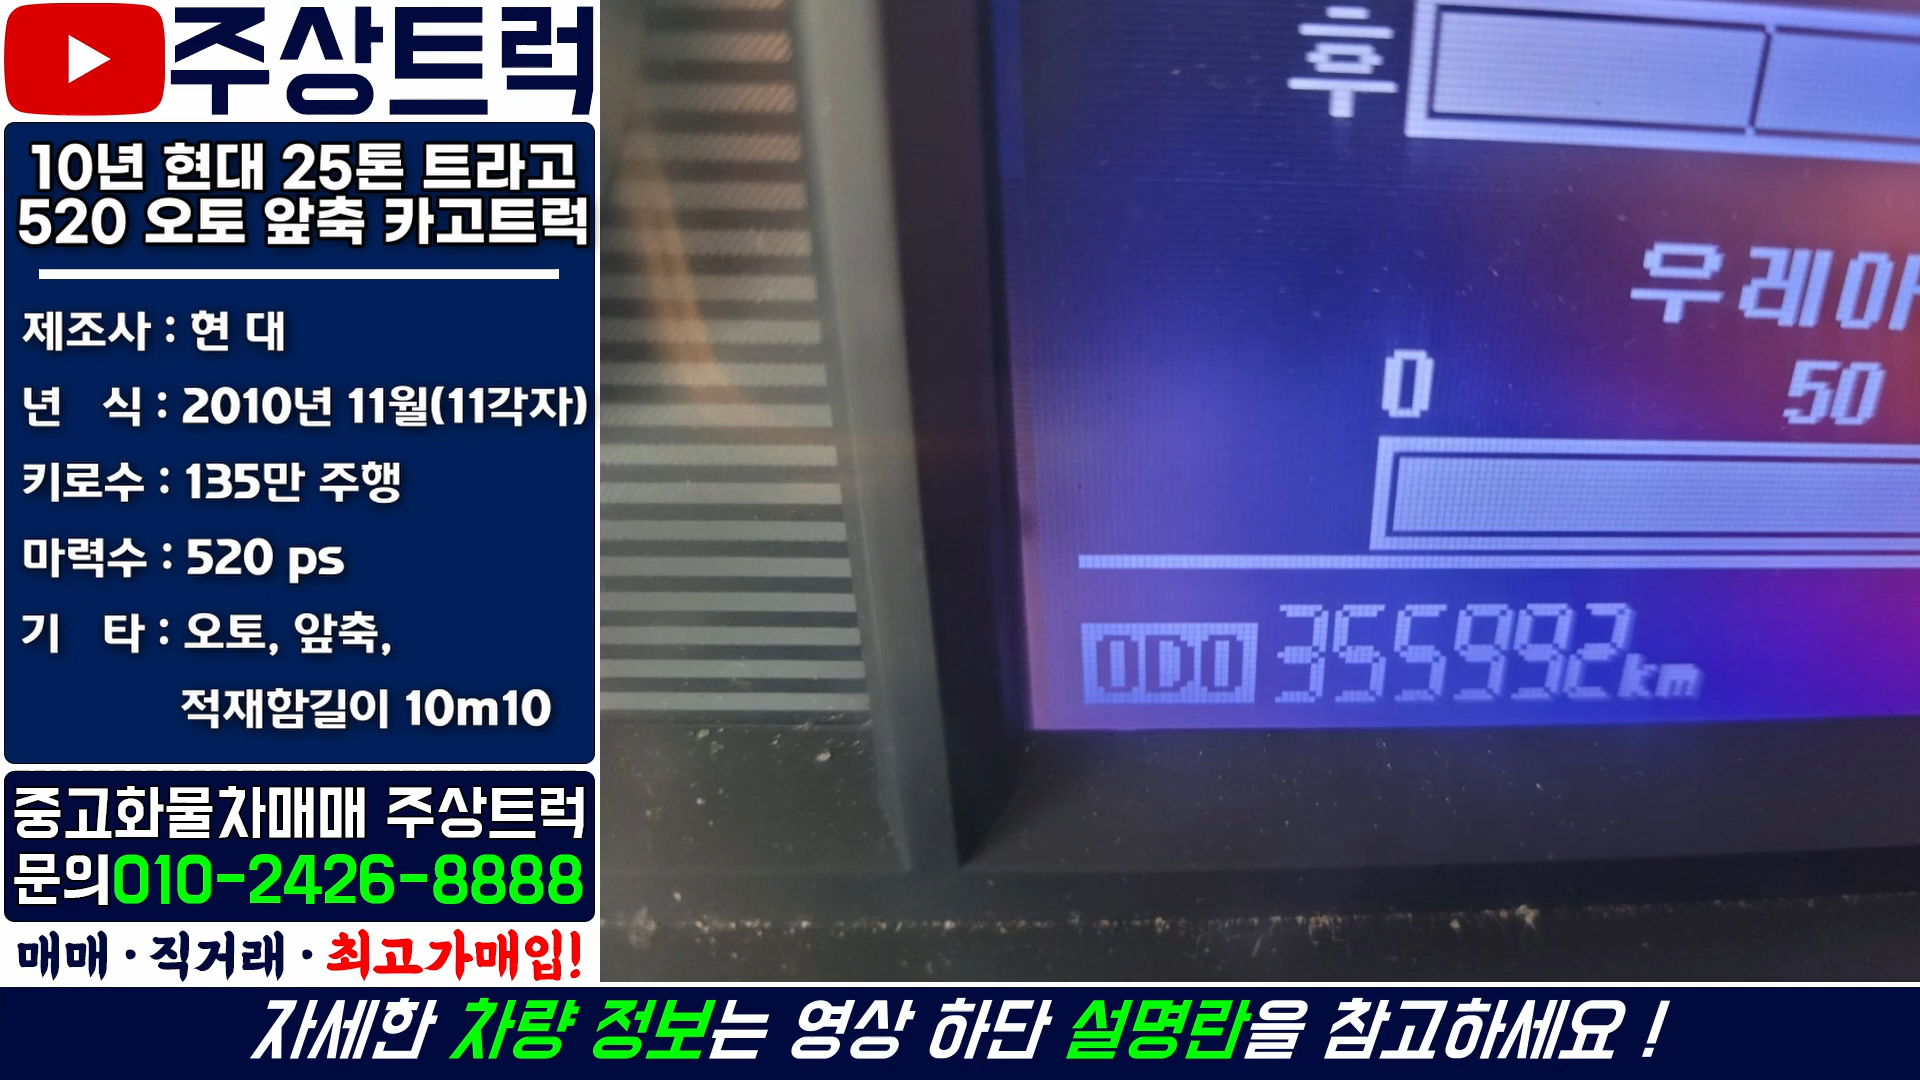 주상트럭
10년 현대 25톤 트라고
520 오토 앞축 카고트럭
제조사 : 현 대
년 식 : 2010년 11월(11각자)
키로수 : 135만 주행
마력수 : 520 ps
기 타 : 오토, 앞축,
적재함길이 10m10
중고화물차매매 주상트럭
문의010-2426-8888
매매 · 직거래 · 최고가매입!
후
우레아
0 50
ODO 355992km
자세한 차량 정보는 영상 하단 설명란을 참고하세요 !